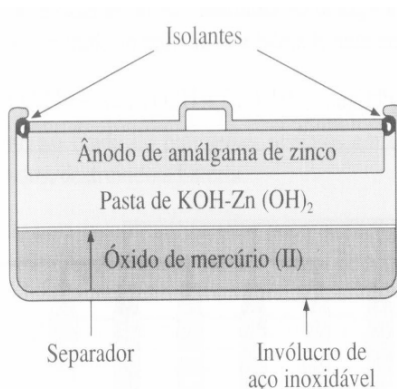 Isolantes
Ânodo de amálgama de zinco
Pasta de KOH-Zn (OH)₂
Óxido de mercúrio (II)
Separador
Invólucro de
aço inoxidável